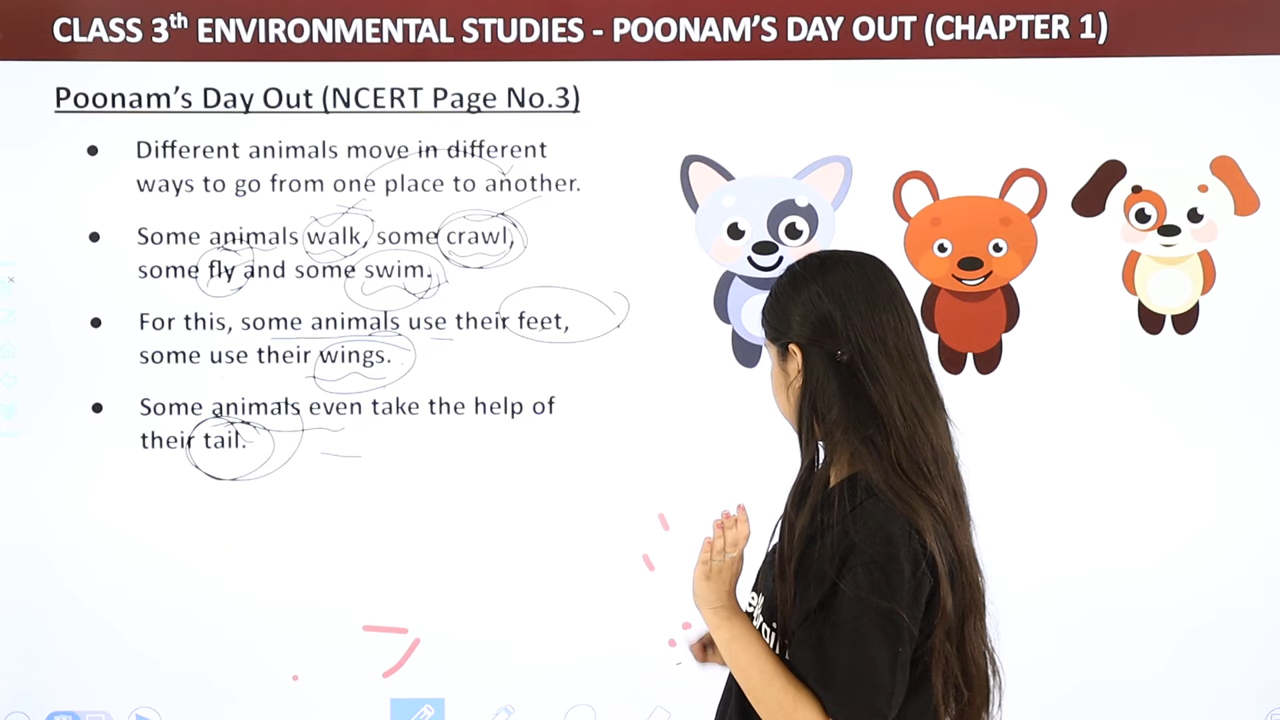 CLASS 3th ENVIRONMENTAL STUDIES - POONAM'S DAY OUT (CHAPTER 1)
Poonam's Day Out (NCERT Page No.3)
● Different animals move in different
ways to go from one place to another.
● Some animals walk, some crawl,
some fly and some swim.
● For this, some animals use their feet,
some use their wings.
● Some animals even take the help of
their tail.